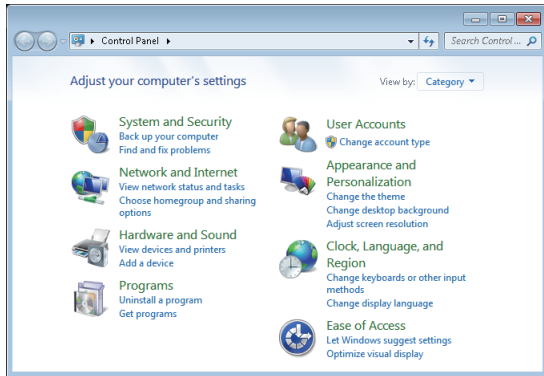 Control Panel
Search Control ...
Adjust your computer's settings
View by: Category
System and Security
Back up your computer
Find and fix problems
Network and Internet
View network status and tasks
Choose homegroup and sharing
options
Hardware and Sound
View devices and printers
Add a device
Programs
Uninstall a program
Get programs
User Accounts
Change account type
Appearance and
Personalization
Change the theme
Change desktop background
Adjust screen resolution
Clock, Language, and
Region
Change keyboards or other input
methods
Change display language
Ease of Access
Let Windows suggest settings
Optimize visual display